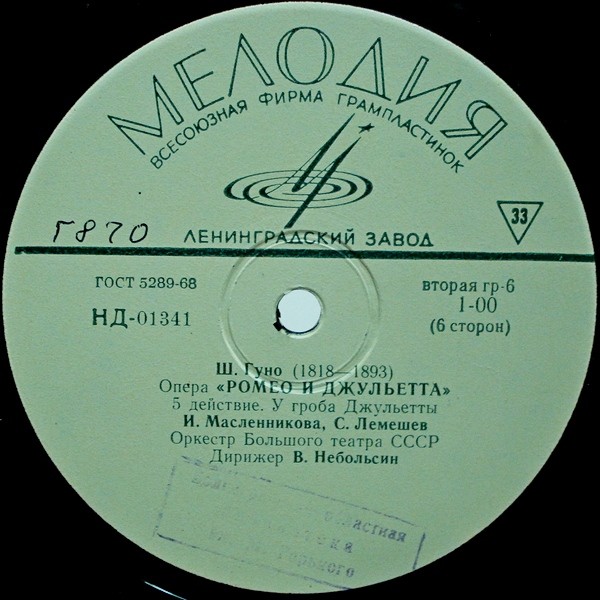 МЕЛОДИЯ
ВСЕСОЮЗНАЯ ФИРМА ГРАМПЛАСТИНОК
33
Г870
ЛЕНИНГРАДСКИЙ ЗАВОД
ГОСТ 5289-68
вторая гр-6
НД-01341
1-00
(6 сторон)
Ш. Гуно (1818—1893)
Опера «РОМЕО И ДЖУЛЬЕТТА»
5 действие. У гроба Джульетты
И. Масленникова, С. Лемешев
Оркестр Большого театра СССР
Дирижер В. Небольсин